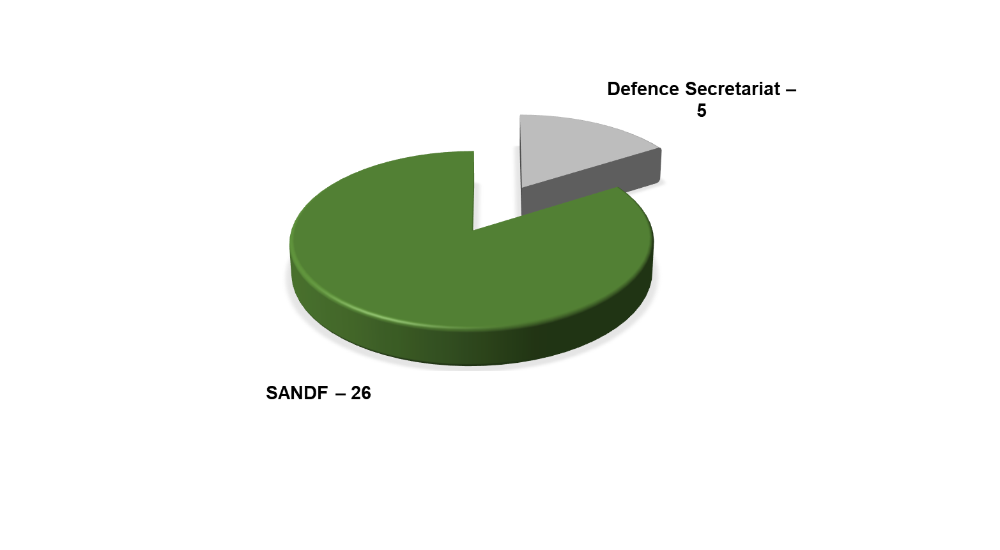 Defence Secretariat –
5
SANDF – 26